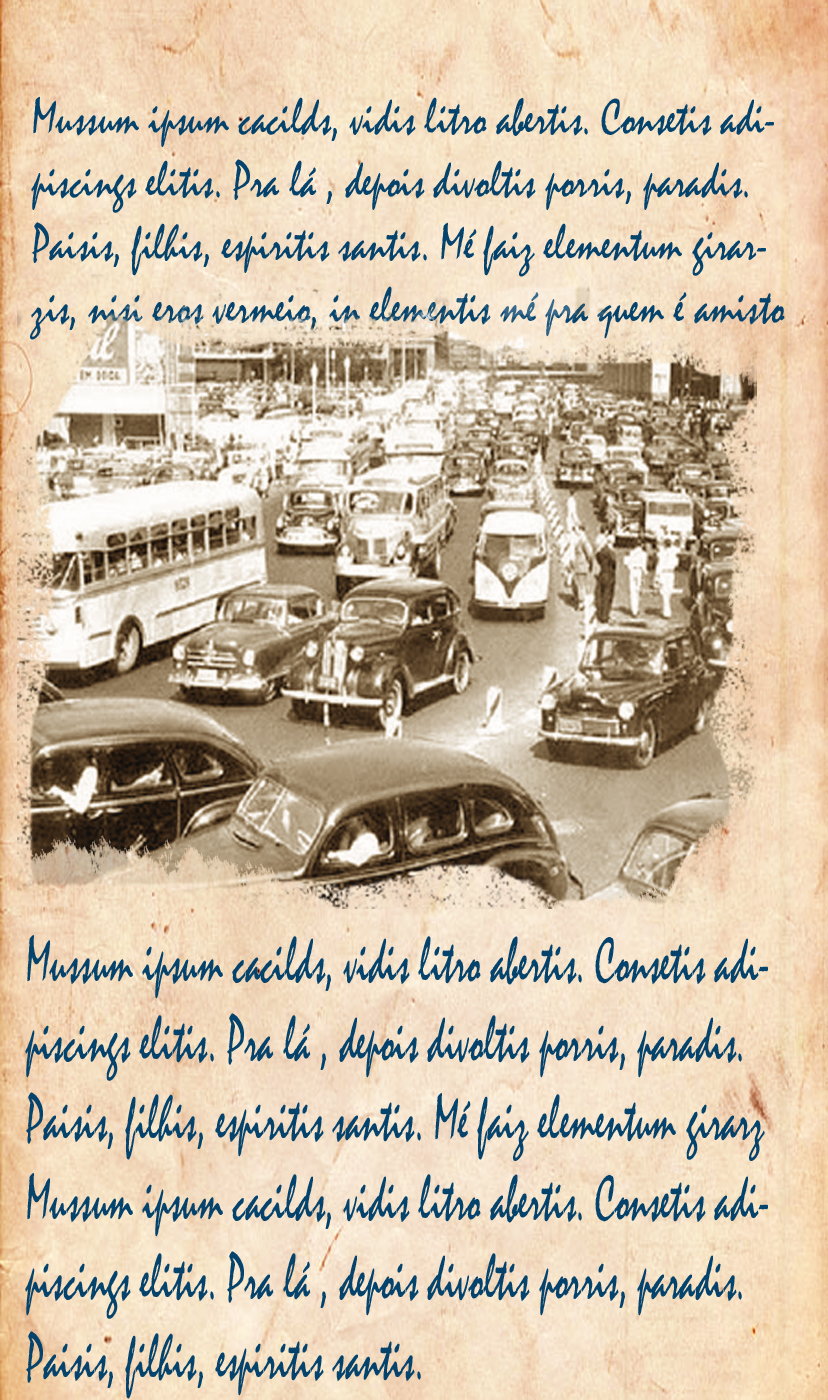 Mussum ipsum cacilds, vidis litro abertis. Consetis adi-
piscings elitis. Pra lá , depois divoltis porris, paradis.
Paisis, filhis, espiritis santis. Mé faiz elementum girar-
zis, nisi eros vermeio, in elementis mé pra quem é amisto
Mussum ipsum cacilds, vidis litro abertis. Consetis adi-
piscings elitis. Pra lá , depois divoltis porris, paradis.
Paisis, filhis, espiritis santis. Mé faiz elementum girarz
Mussum ipsum cacilds, vidis litro abertis. Consetis adi-
piscings elitis. Pra lá , depois divoltis porris, paradis.
Paisis, filhis, espiritis santis.